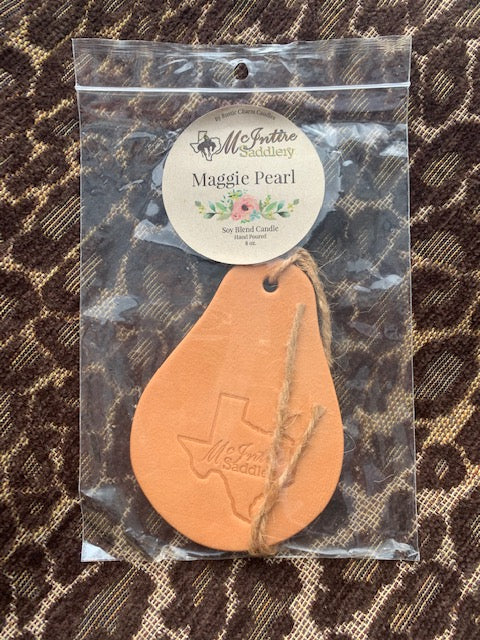 By Rustic Charm Candles
McIntire
Saddlery
Maggie Pearl
Soy Blend Candle
Hand Poured
8 oz.
McIntire
Saddlery